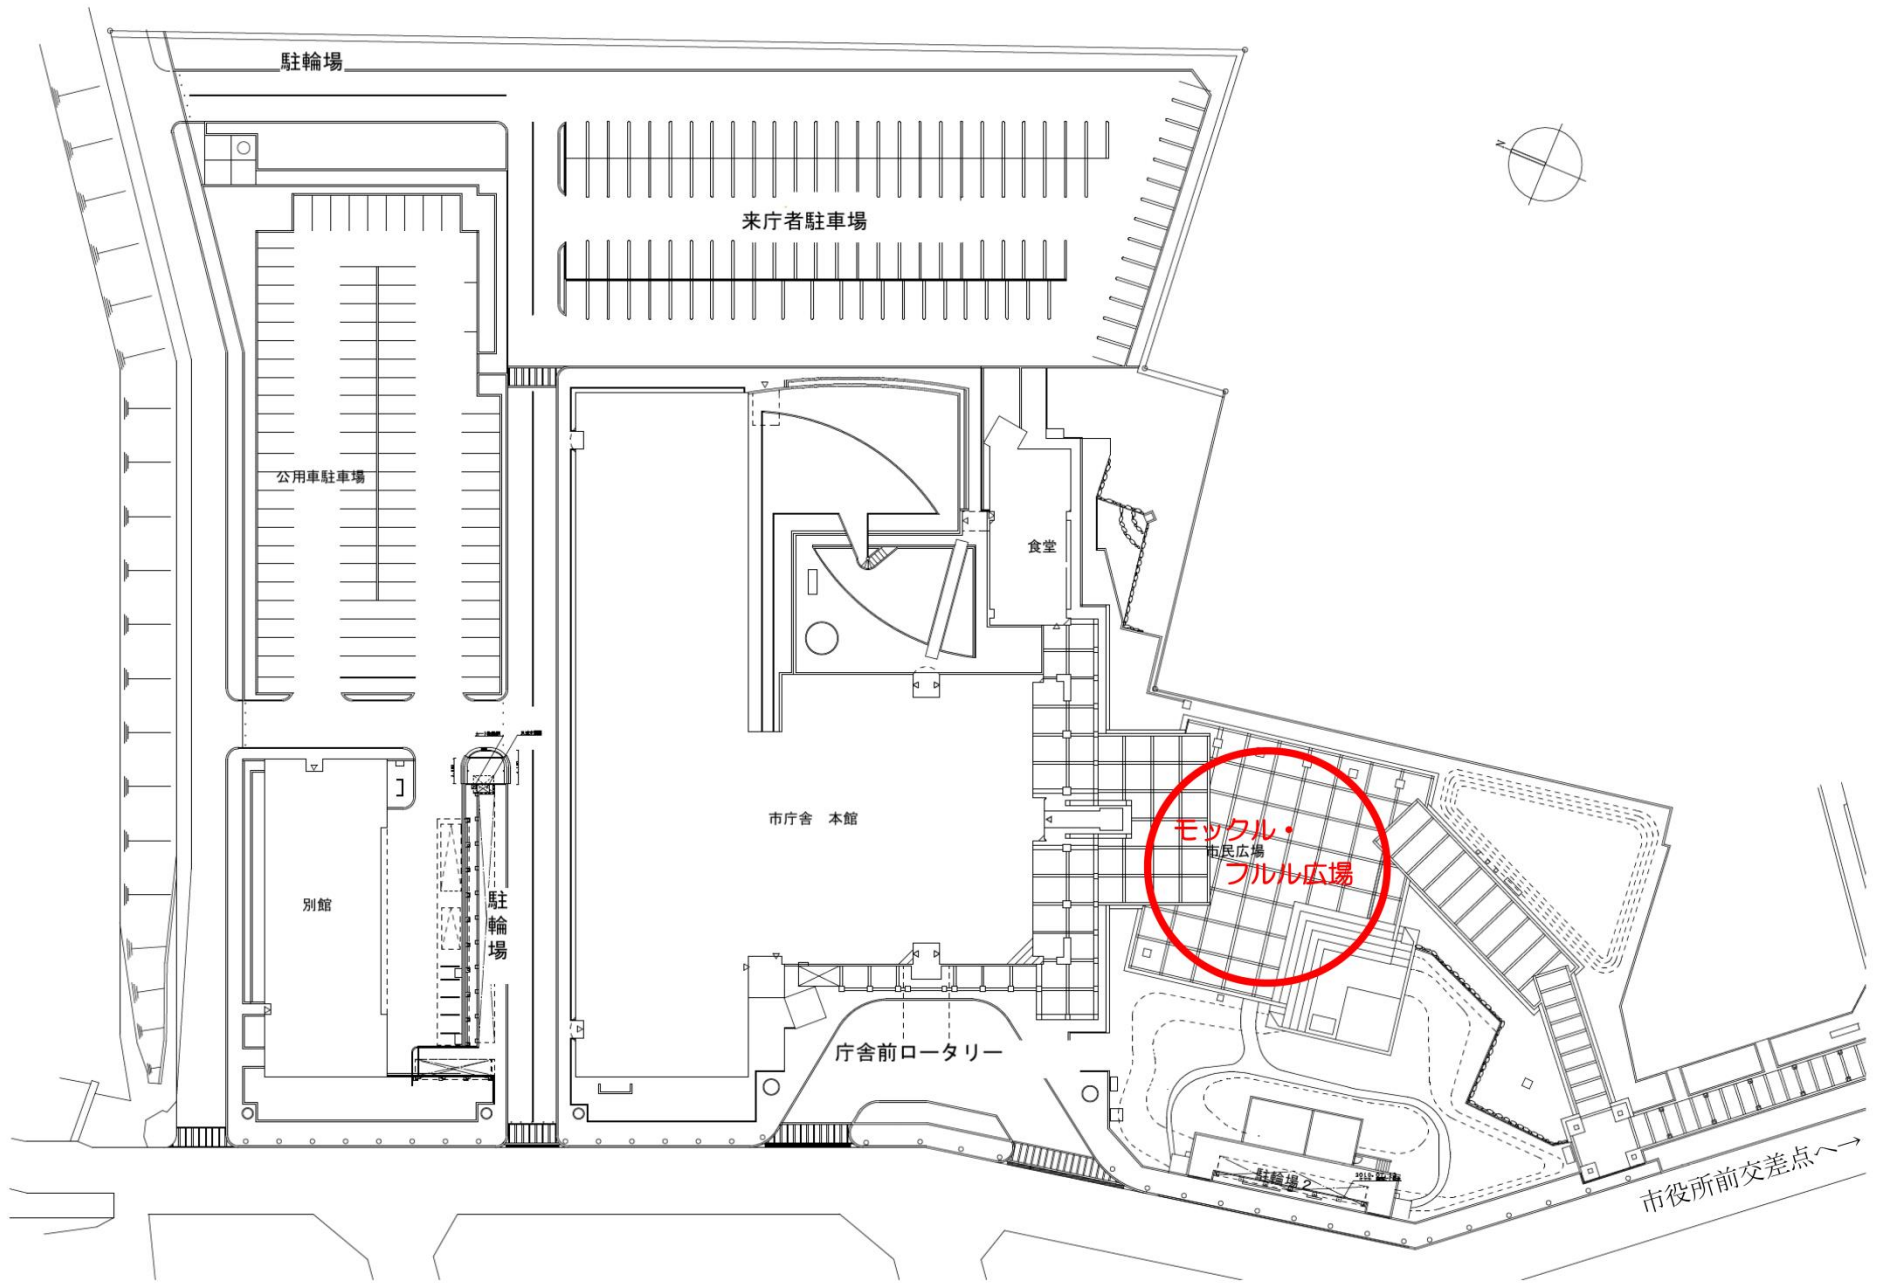 駐輪場
N
来庁者駐車場
公用車駐車場
食堂
市庁舎 本館
モックル・
市民広場
フルル広場
別館
駐輪場
庁舎前ロータリー
駐輪場2
市役所前交差点へ→